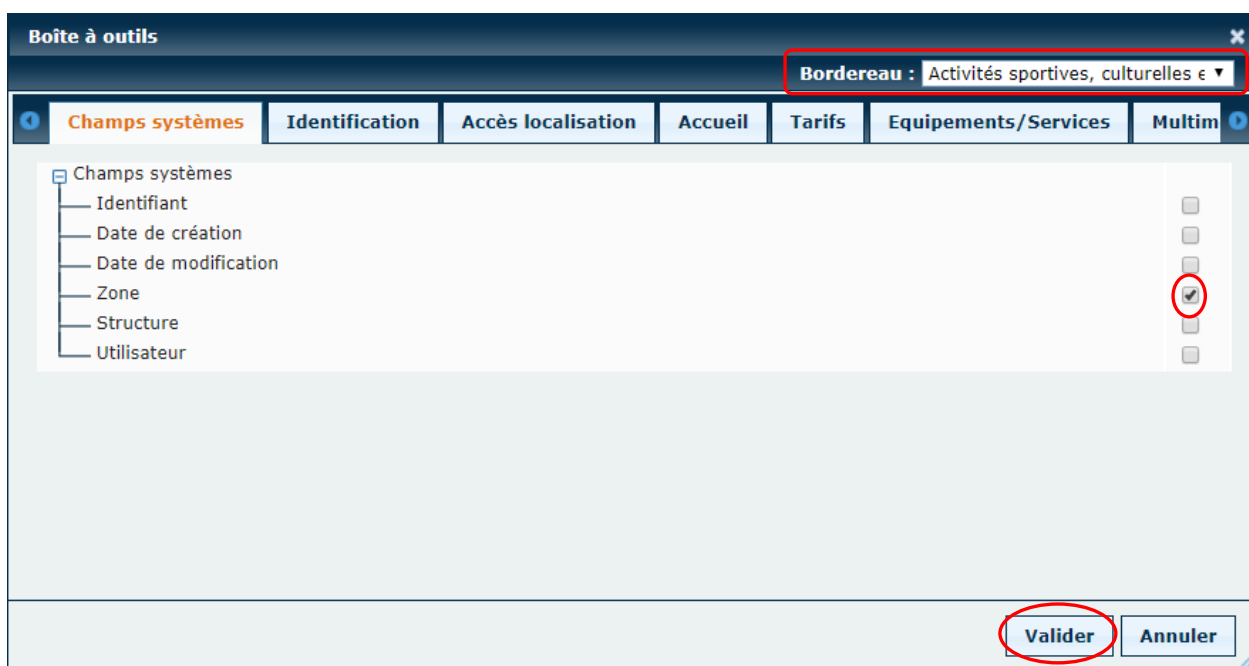 Boîte à outils
Bordereau : Activités sportives, culturelles e
Champs systèmes Identification Accès localisation Accueil Tarifs Equipements/Services Multim
Champs systèmes
Identifiant
Date de création
Date de modification
Zone
Structure
Utilisateur
Valider Annuler